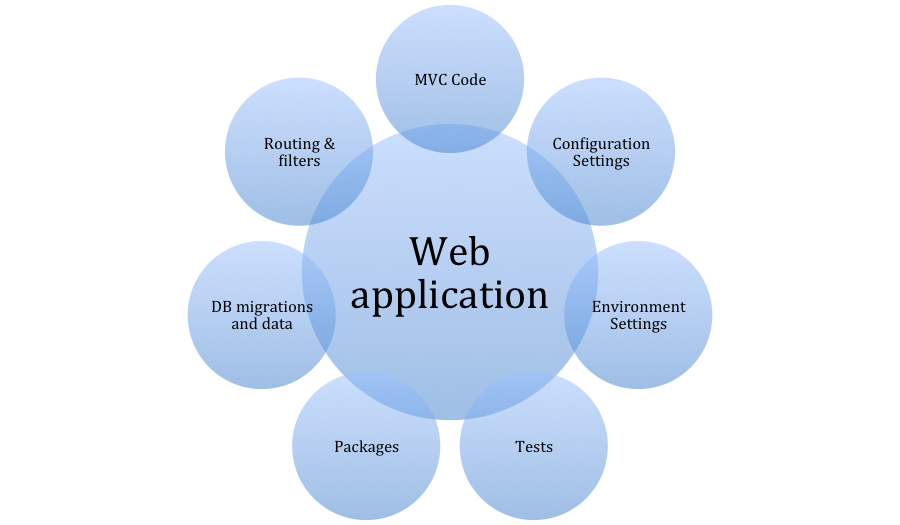 MVC Code
Configuration
Settings
Environment
Settings
Tests
Packages
DB migrations
and data
Routing &
filters
Web
application